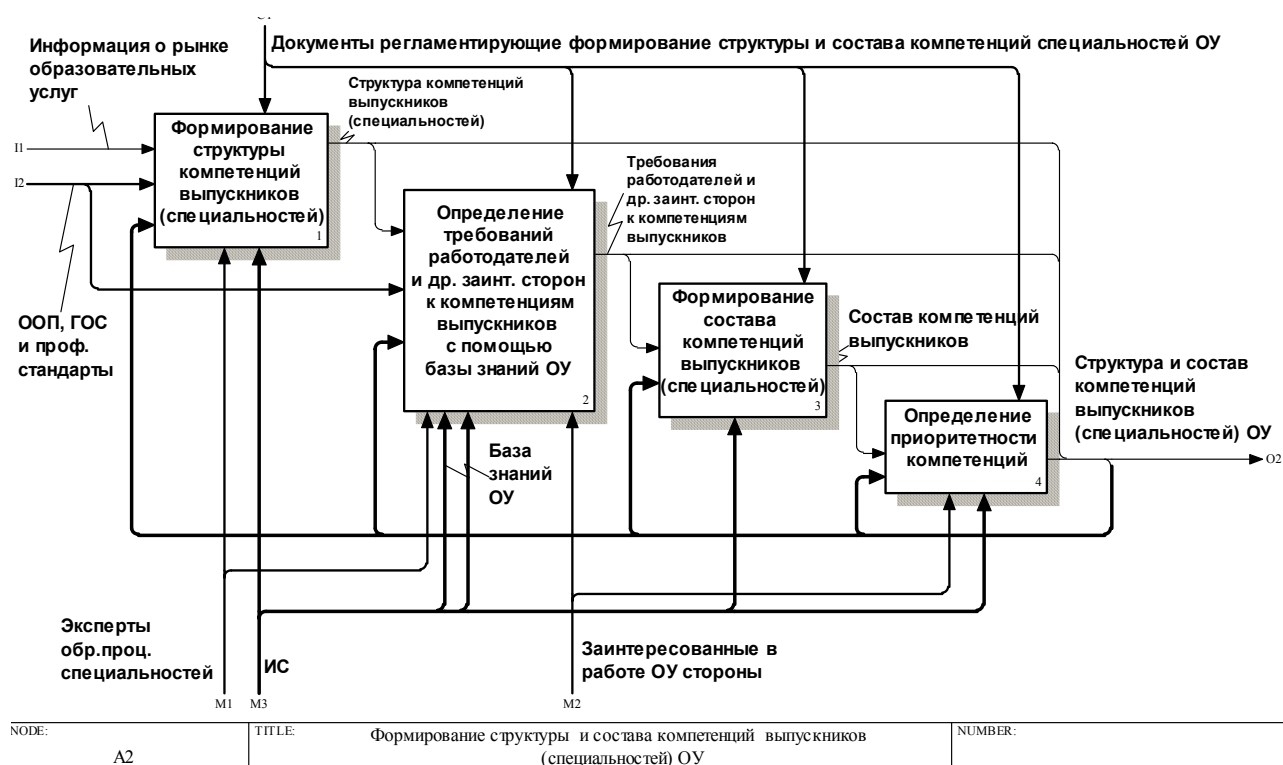 Информация о рынке
образовательных
услуг
Документы регламентирующие формирование структуры и состава компетенций специальностей ОУ
Структура компетенций
выпускников
(специальностей)
I1
I2
Формирование
структуры
компетенций
выпускников
(специальностей)
1
Требования
работодателей и
др. заинт. сторон
к компетенциям
выпускников
Определение
требований
работодателей
и др. заинт. сторон
к компетенциям
выпускников
с помощью
базы знаний ОУ
2
ООП, ГОС
и проф.
стандарты
Формирование
состава
компетенций
выпускников
(специальностей)
3
Состав компетенций
выпускников
Структура и состав
компетенций
выпускников
(специальностей) ОУ
Определение
приоритетности
компетенций
4
O2
База
знаний
ОУ
Эксперты
обр.проц.
специальностей
ИС
Заинтересованные в
работе ОУ стороны
M1
M3
M2
NODE:
A2
TITLE:
Формирование структуры и состава компетенций выпускников
(специальностей) ОУ
NUMBER: